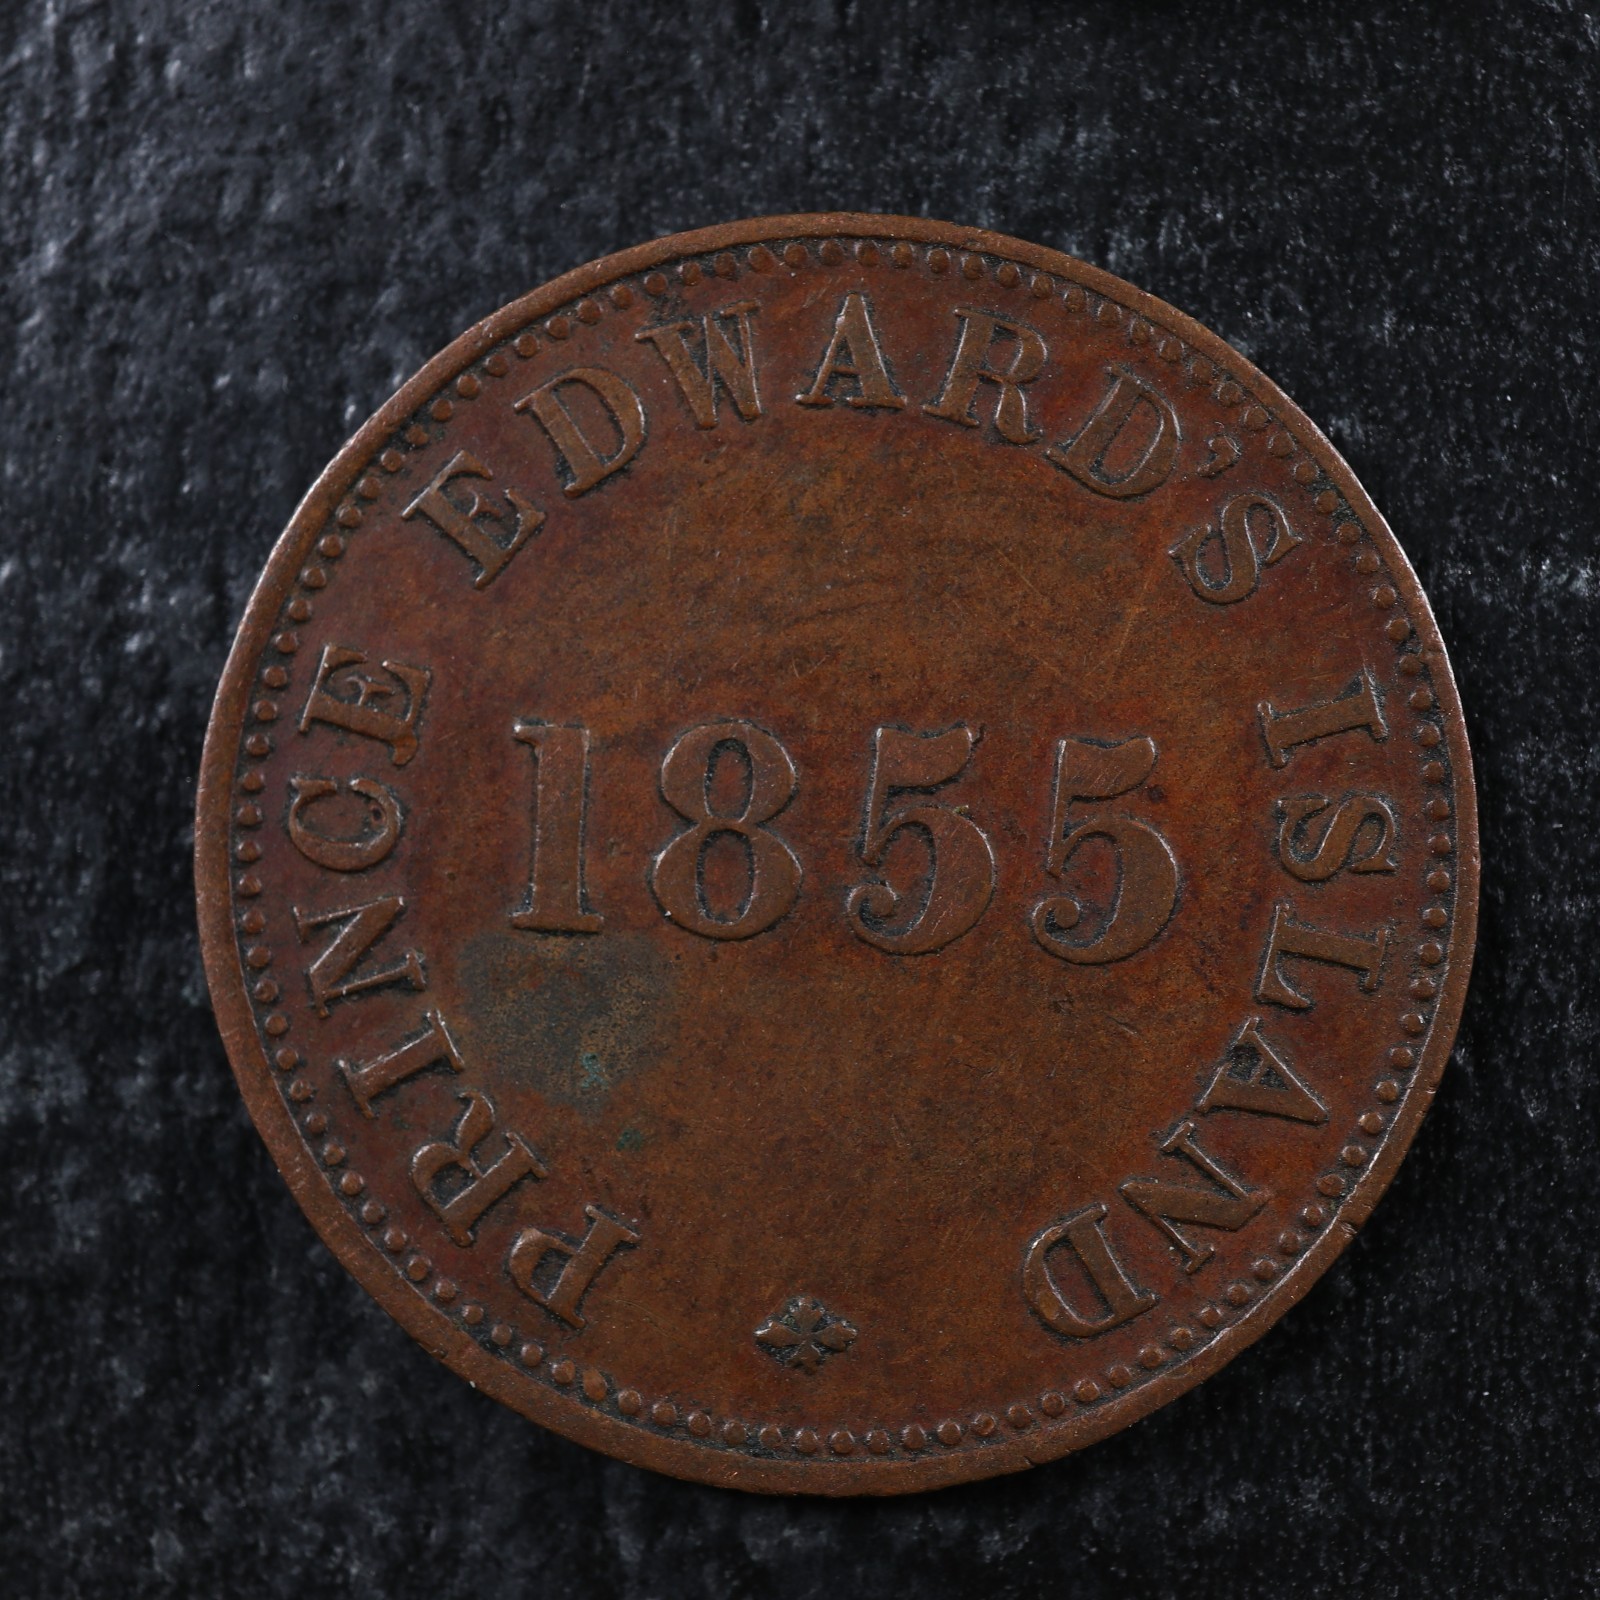 PRINCE EDWARD'S ISLAND
1855